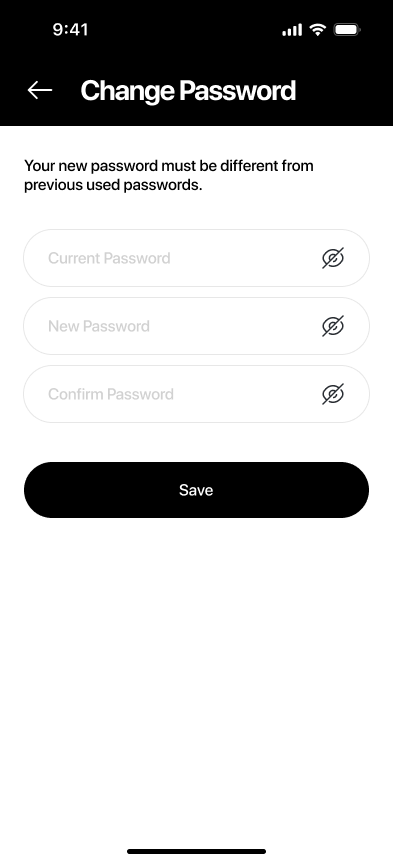 9:41
Change Password
Your new password must be different from
previous used passwords.
Current Password
New Password
Confirm Password
Save